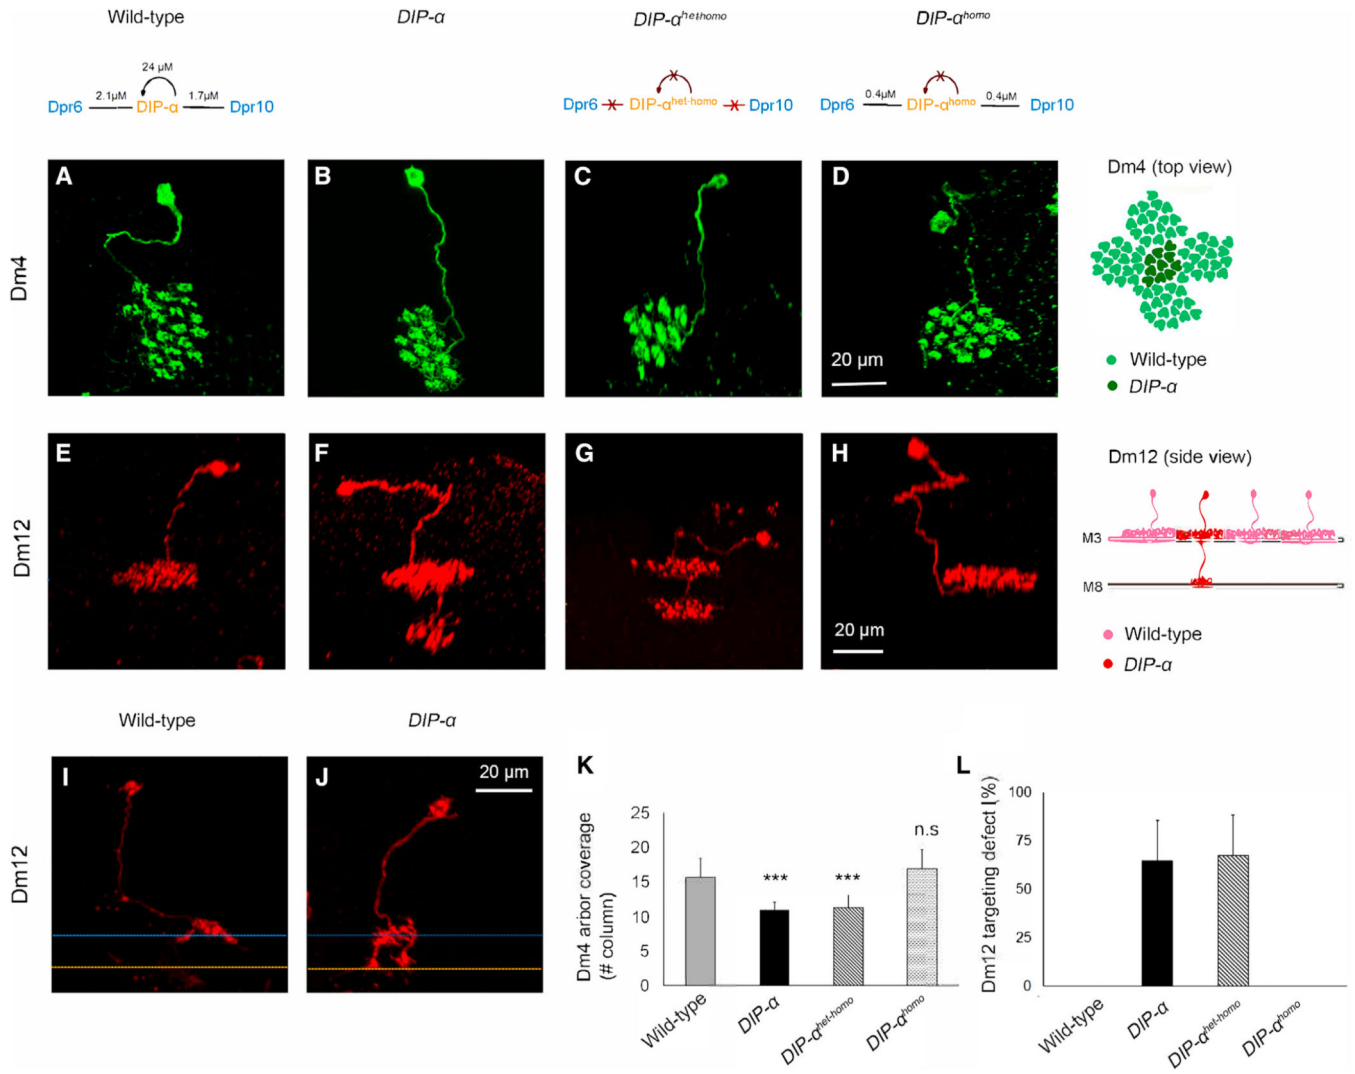 Wild-type DIP-α DIP-α^het-homo DIP-α^homo
24 μM
Dpr6 2.1μM DIP-α 1.7μM Dpr10
Dpr6 DIP-α^het-homo Dpr10
Dpr6 0.4μM DIP-α^homo 0.4μM Dpr10
Dm4
A
B
C
D
20 μm
Dm4 (top view)
Wild-type
DIP-α
Dm12
E
F
G
H
20 μm
Dm12 (side view)
M3
M8
Wild-type
DIP-α
Wild-type DIP-α
Dm12
I
J
20 μm
K
Dm4 arbor coverage
(# column)
25
20
15
10
5
0
***
***
n.s
Wild-type
DIP-α
DIP-α^het-homo
DIP-α^homo
L
Dm12 targeting defect (%)
100
75
50
25
0
Wild-type
DIP-α
DIP-α^het-homo
DIP-α^homo